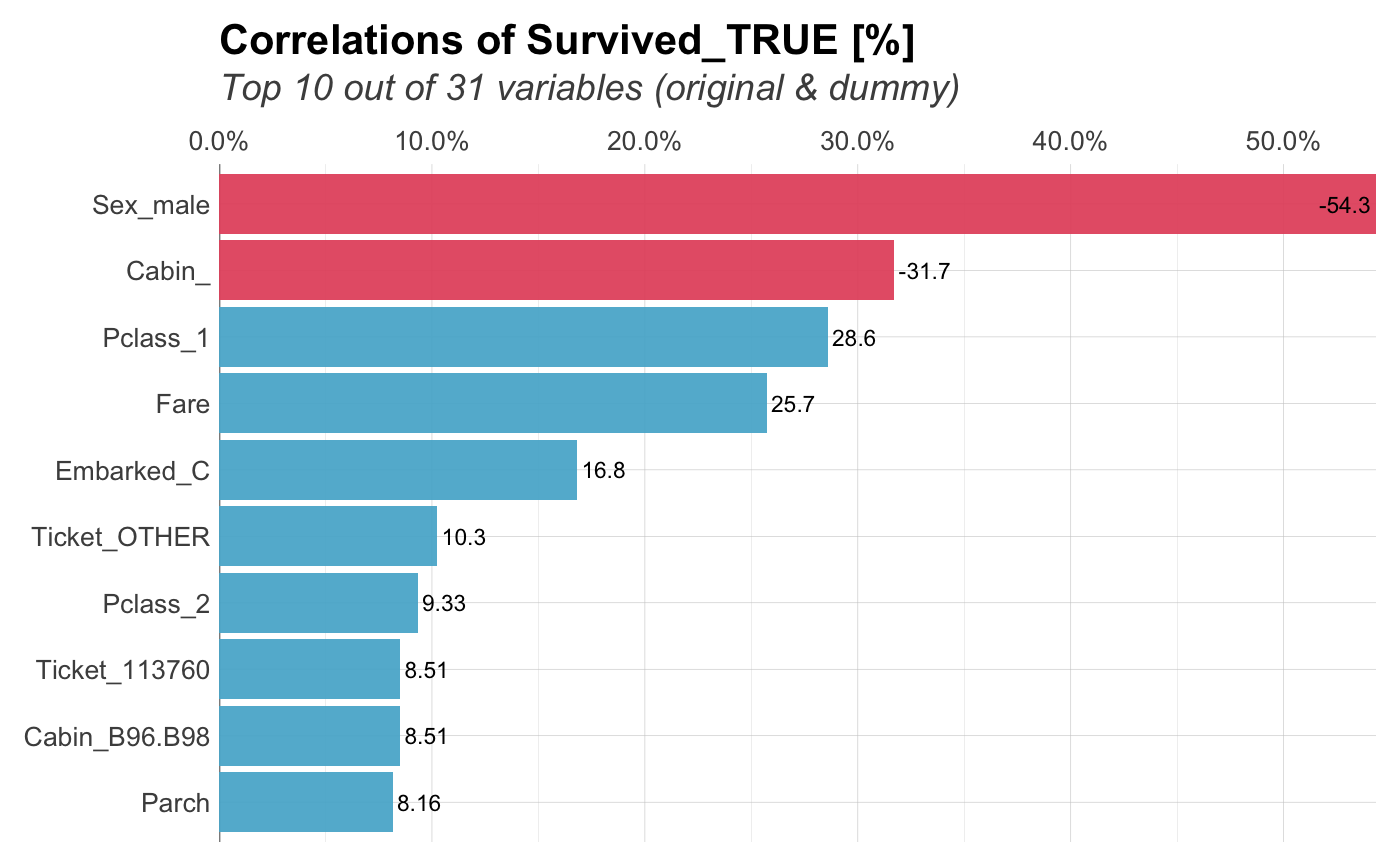 Correlations of Survived_TRUE [%]
Top 10 out of 31 variables (original & dummy)
0.0% 10.0% 20.0% 30.0% 40.0% 50.0%
Sex_male -54.3
Cabin_ -31.7
Pclass_1 28.6
Fare 25.7
Embarked_C 16.8
Ticket_OTHER 10.3
Pclass_2 9.33
Ticket_113760 8.51
Cabin_B96.B98 8.51
Parch 8.16